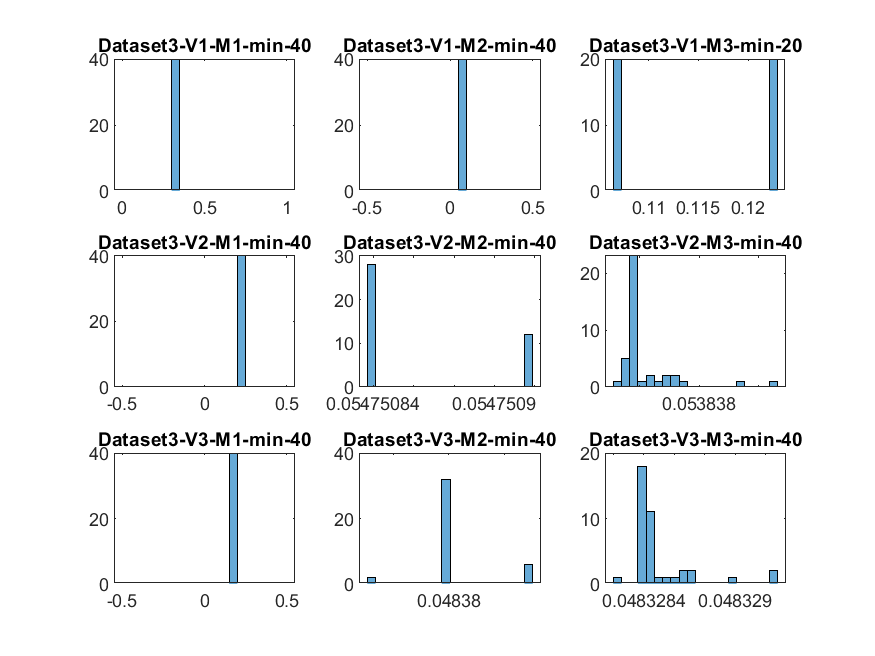 Dataset3-V1-M1-min-40 Dataset3-V1-M2-min-40 Dataset3-V1-M3-min-20
40 40 20
20 20 10
0 0 0
0 0.5 1 -0.5 0 0.5 0.11 0.115 0.12
Dataset3-V2-M1-min-40 Dataset3-V2-M2-min-40 Dataset3-V2-M3-min-40
40 30 20
20 20 10
0 10 0
0
-0.5 0 0.5 0.05475084 0.0547509 0.053838
Dataset3-V3-M1-min-40 Dataset3-V3-M2-min-40 Dataset3-V3-M3-min-40
40 40 20
20 20 10
0 0 0
-0.5 0 0.5 0.04838 0.0483284 0.048329